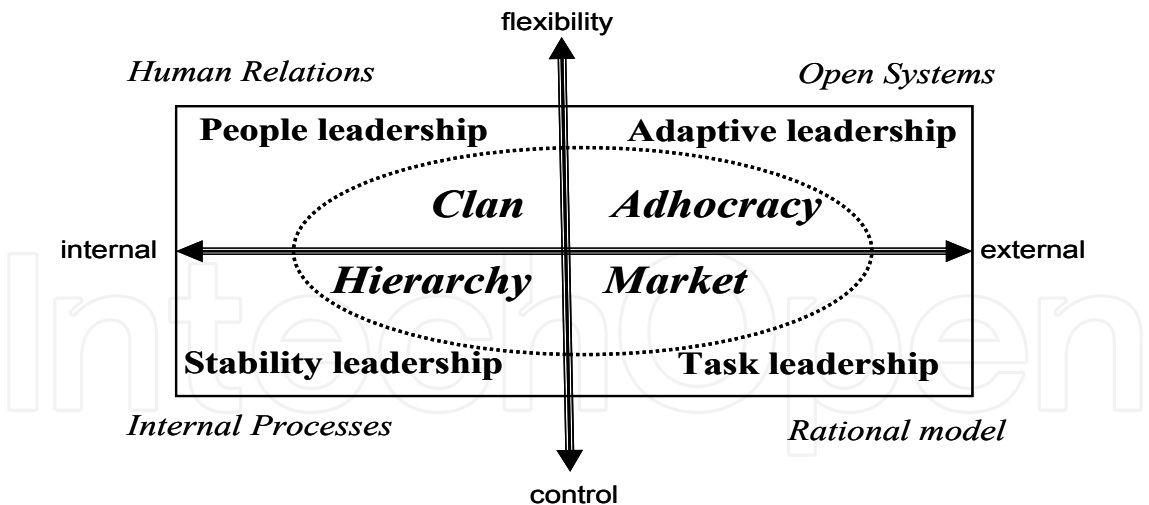 flexibility
Human Relations
Open Systems
People leadership
Adaptive leadership
Clan
Adhocracy
internal
external
Hierarchy
Market
Stability leadership
Task leadership
Internal Processes
Rational model
control
IntechOpen